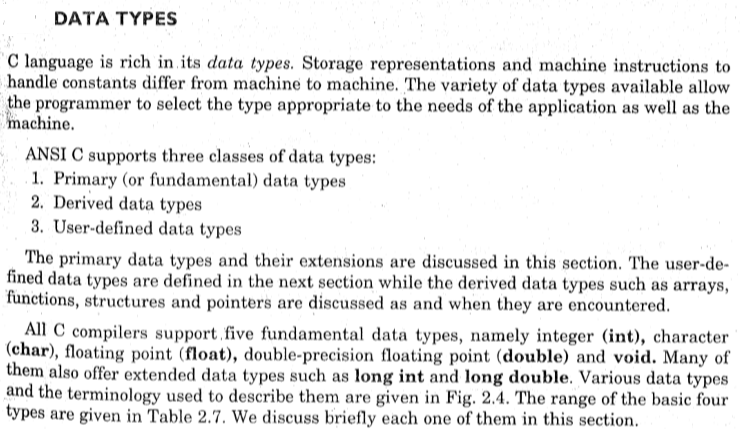 DATA TYPES
C language is rich in its data types. Storage representations and machine instructions to
handle constants differ from machine to machine. The variety of data types available allow
the programmer to select the type appropriate to the needs of the application as well as the
machine.
ANSI C supports three classes of data types:
1. Primary (or fundamental) data types
2. Derived data types
3. User-defined data types
The primary data types and their extensions are discussed in this section. The user-de-
fined data types are defined in the next section while the derived data types such as arrays,
functions, structures and pointers are discussed as and when they are encountered.
All C compilers support five fundamental data types, namely integer (int), character
(char), floating point (float), double-precision floating point (double) and void. Many of
them also offer extended data types such as long int and long double. Various data types
and the terminology used to describe them are given in Fig. 2.4. The range of the basic four
types are given in Table 2.7. We discuss briefly each one of them in this section.